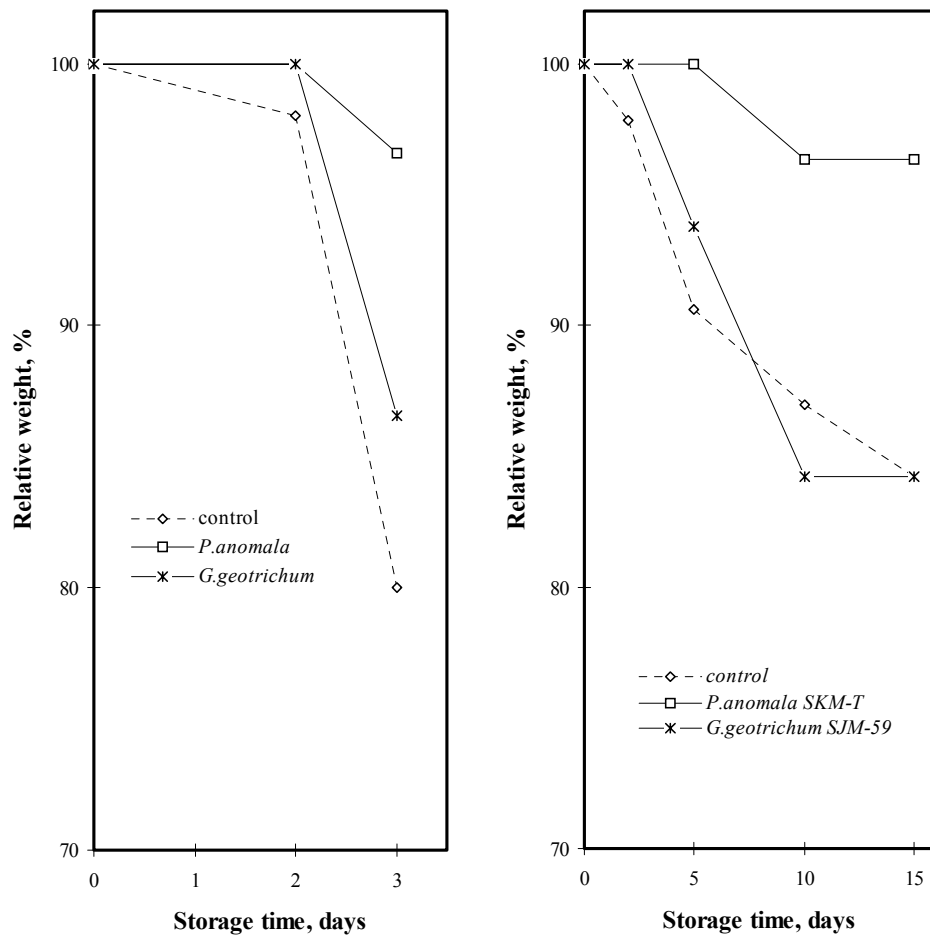 100
90
80
70
Relative weight, %
control
P.anomala
G.geotrichum
0 1 2 3
Storage time, days
100
90
80
70
Relative weight, %
control
P.anomala SKM-T
G.geotrichum SJM-59
0 5 10 15
Storage time, days